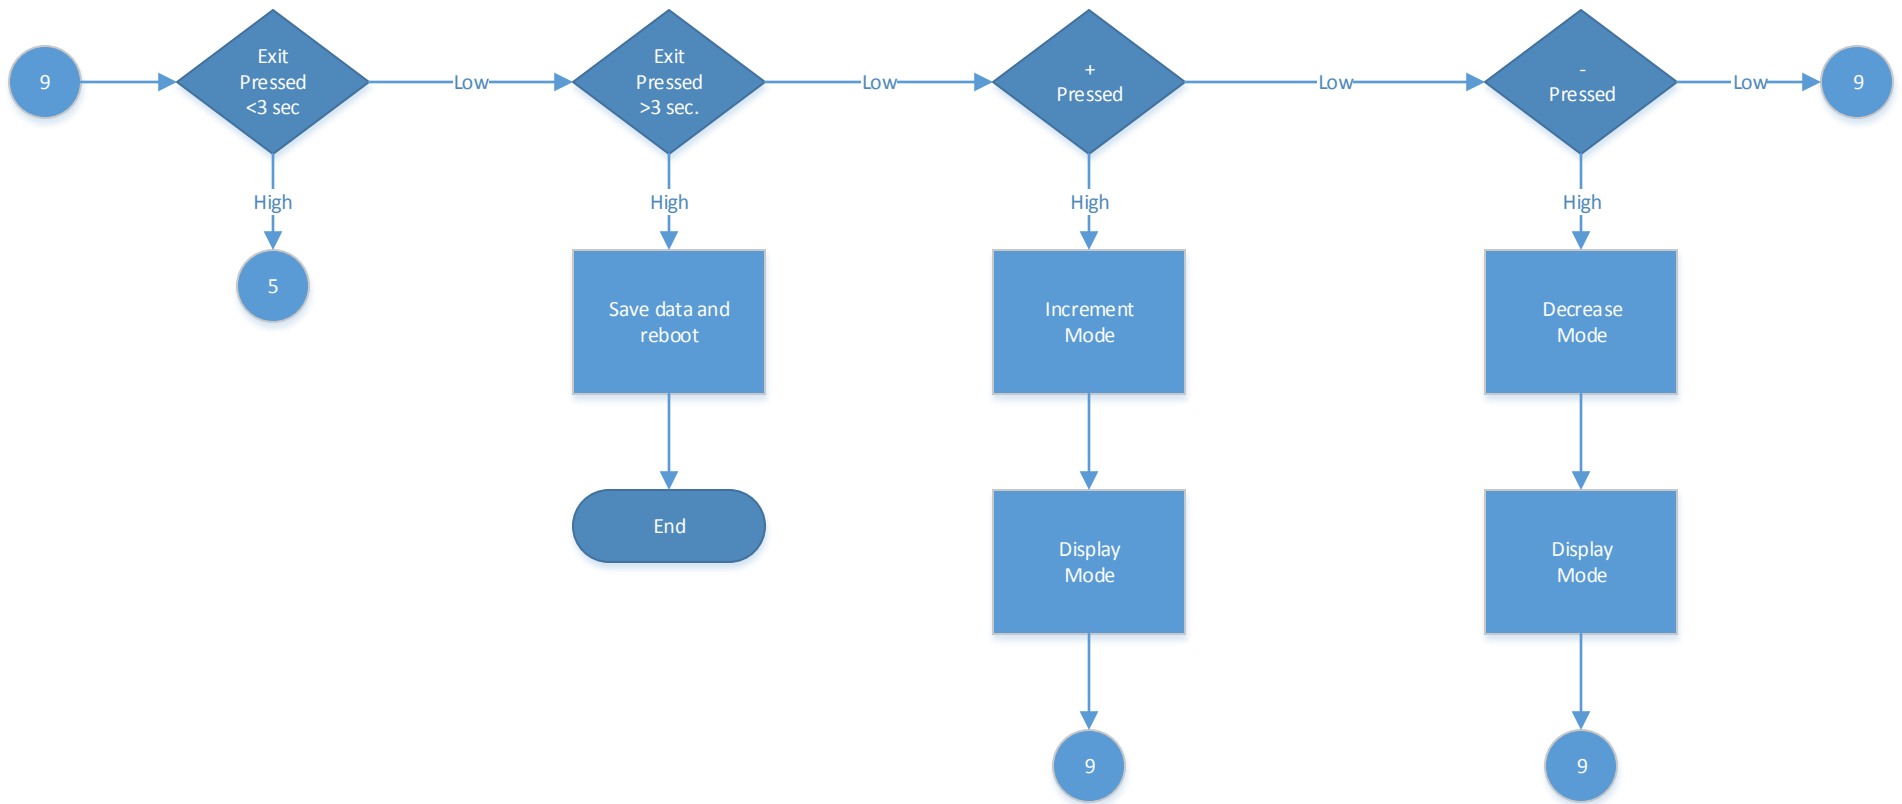 9
Exit
Pressed
<3 sec
Low
Exit
Pressed
>3 sec.
Low
+
Pressed
Low
-
Pressed
Low
9
High
High
High
High
5
Save data and
reboot
Increment
Mode
Decrease
Mode
End
Display
Mode
Display
Mode
9
9